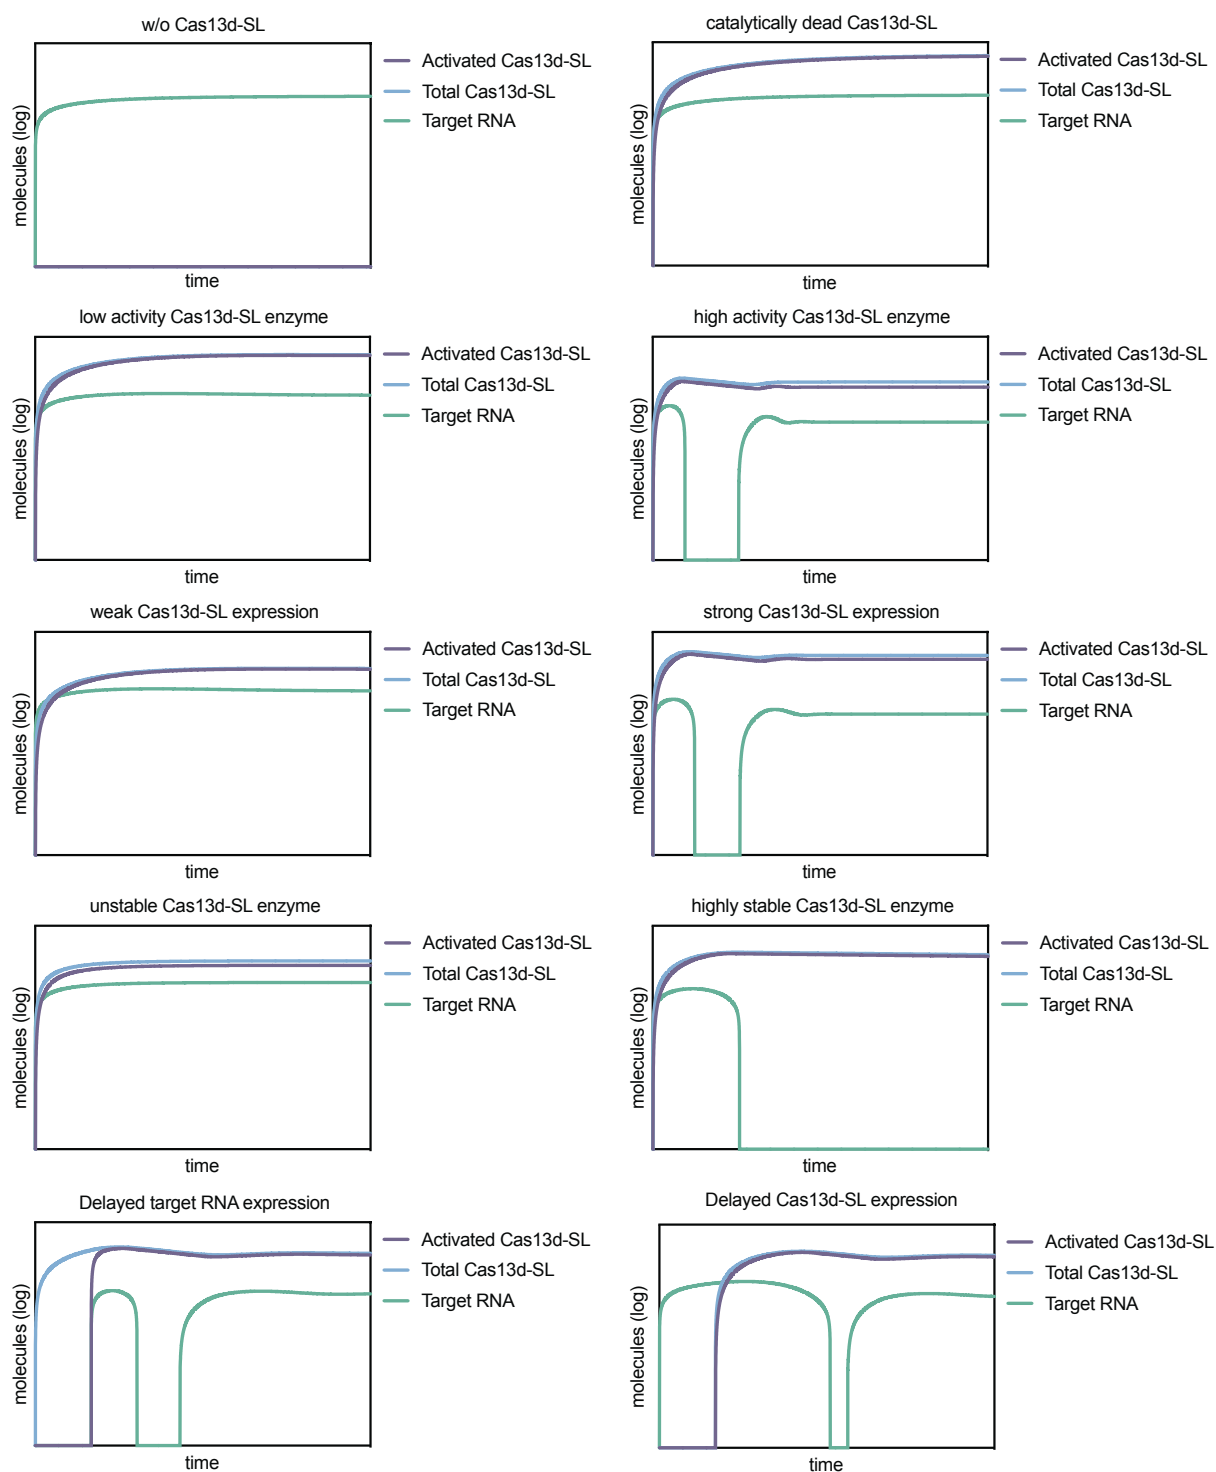 w/o Cas13d-SL
molecules (log)
time
Activated Cas13d-SL
Total Cas13d-SL
Target RNA
catalytically dead Cas13d-SL
molecules (log)
time
Activated Cas13d-SL
Total Cas13d-SL
Target RNA
low activity Cas13d-SL enzyme
molecules (log)
time
Activated Cas13d-SL
Total Cas13d-SL
Target RNA
high activity Cas13d-SL enzyme
molecules (log)
time
Activated Cas13d-SL
Total Cas13d-SL
Target RNA
weak Cas13d-SL expression
molecules (log)
time
Activated Cas13d-SL
Total Cas13d-SL
Target RNA
strong Cas13d-SL expression
molecules (log)
time
Activated Cas13d-SL
Total Cas13d-SL
Target RNA
unstable Cas13d-SL enzyme
molecules (log)
time
Activated Cas13d-SL
Total Cas13d-SL
Target RNA
highly stable Cas13d-SL enzyme
molecules (log)
time
Activated Cas13d-SL
Total Cas13d-SL
Target RNA
Delayed target RNA expression
molecules (log)
time
Activated Cas13d-SL
Total Cas13d-SL
Target RNA
Delayed Cas13d-SL expression
molecules (log)
time
Activated Cas13d-SL
Total Cas13d-SL
Target RNA